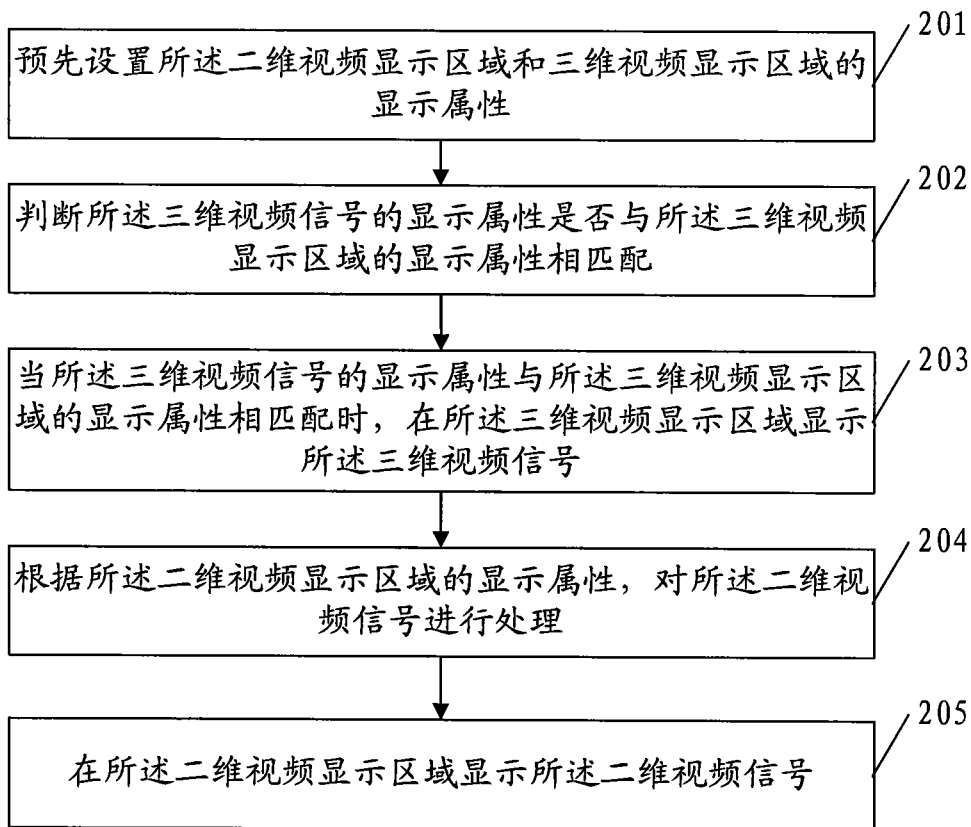 201
预先设置所述二维视频显示区域和三维视频显示区域的
显示属性
202
判断所述三维视频信号的显示属性是否与所述三维视频
显示区域的显示属性相匹配
203
当所述三维视频信号的显示属性与所述三维视频显示区
域的显示属性相匹配时，在所述三维视频显示区域显示
所述三维视频信号
204
根据所述二维视频显示区域的显示属性，对所述二维视
频信号进行处理
205
在所述二维视频显示区域显示所述二维视频信号